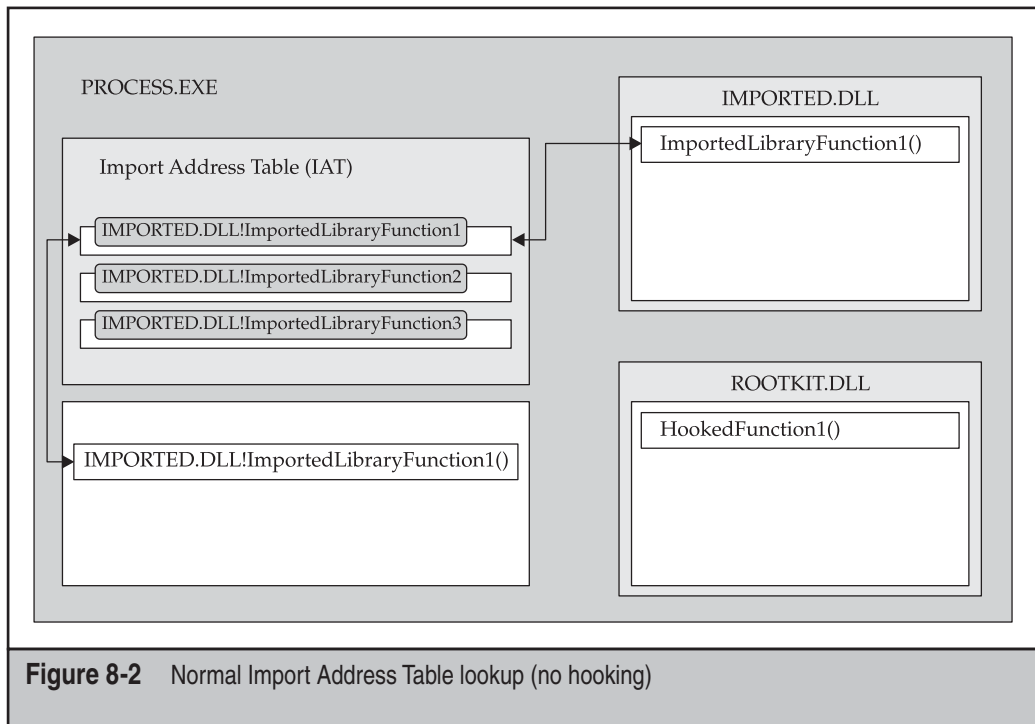 PROCESS.EXE
Import Address Table (IAT)
IMPORTED.DLL!ImportedLibraryFunction1
IMPORTED.DLL!ImportedLibraryFunction2
IMPORTED.DLL!ImportedLibraryFunction3
IMPORTED.DLL!ImportedLibraryFunction1()
IMPORTED.DLL
ImportedLibraryFunction1()
ROOTKIT.DLL
HookedFunction1()
Figure 8-2 Normal Import Address Table lookup (no hooking)